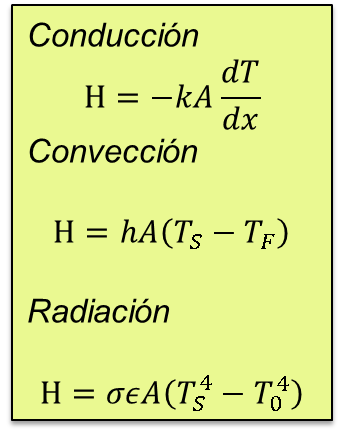 Conducción
H = −kA dT/dx
Convección
H = hA(T_S − T_F)
Radiación
H = σϵA(T_S^4 − T_0^4)